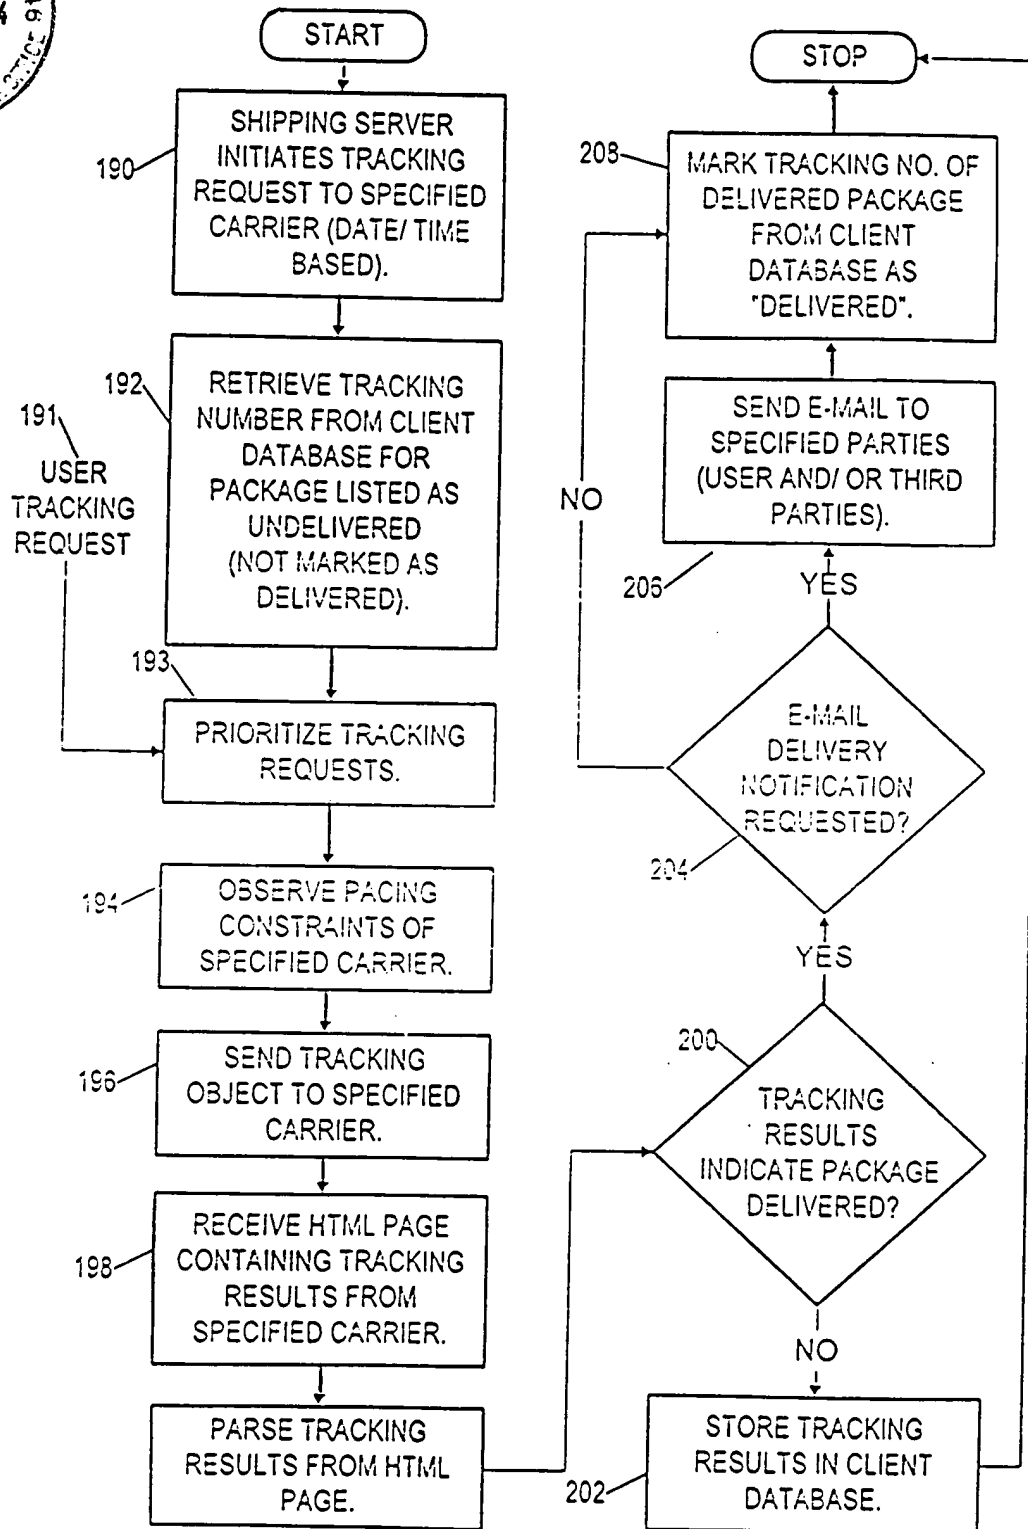 START
190
SHIPPING SERVER
INITIATES TRACKING
REQUEST TO SPECIFIED
CARRIER (DATE/ TIME
BASED).
192
RETRIEVE TRACKING
NUMBER FROM CLIENT
DATABASE FOR
PACKAGE LISTED AS
UNDELIVERED
(NOT MARKED AS
DELIVERED).
191
USER
TRACKING
REQUEST
193
PRIORITIZE TRACKING
REQUESTS.
194
OBSERVE PACING
CONSTRAINTS OF
SPECIFIED CARRIER.
196
SEND TRACKING
OBJECT TO SPECIFIED
CARRIER.
198
RECEIVE HTML PAGE
CONTAINING TRACKING
RESULTS FROM
SPECIFIED CARRIER.
PARSE TRACKING
RESULTS FROM HTML
PAGE.
STOP
208
MARK TRACKING NO. OF
DELIVERED PACKAGE
FROM CLIENT
DATABASE AS
"DELIVERED".
SEND E-MAIL TO
SPECIFIED PARTIES
(USER AND/ OR THIRD
PARTIES).
206
NO
YES
E-MAIL
DELIVERY
NOTIFICATION
REQUESTED?
204
YES
200
TRACKING
RESULTS
INDICATE PACKAGE
DELIVERED?
NO
202
STORE TRACKING
RESULTS IN CLIENT
DATABASE.